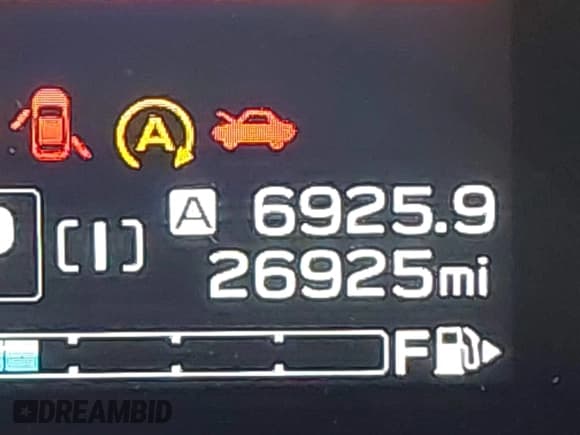 A
A 6925.9
[I]
26925mi
F
DREAMBID